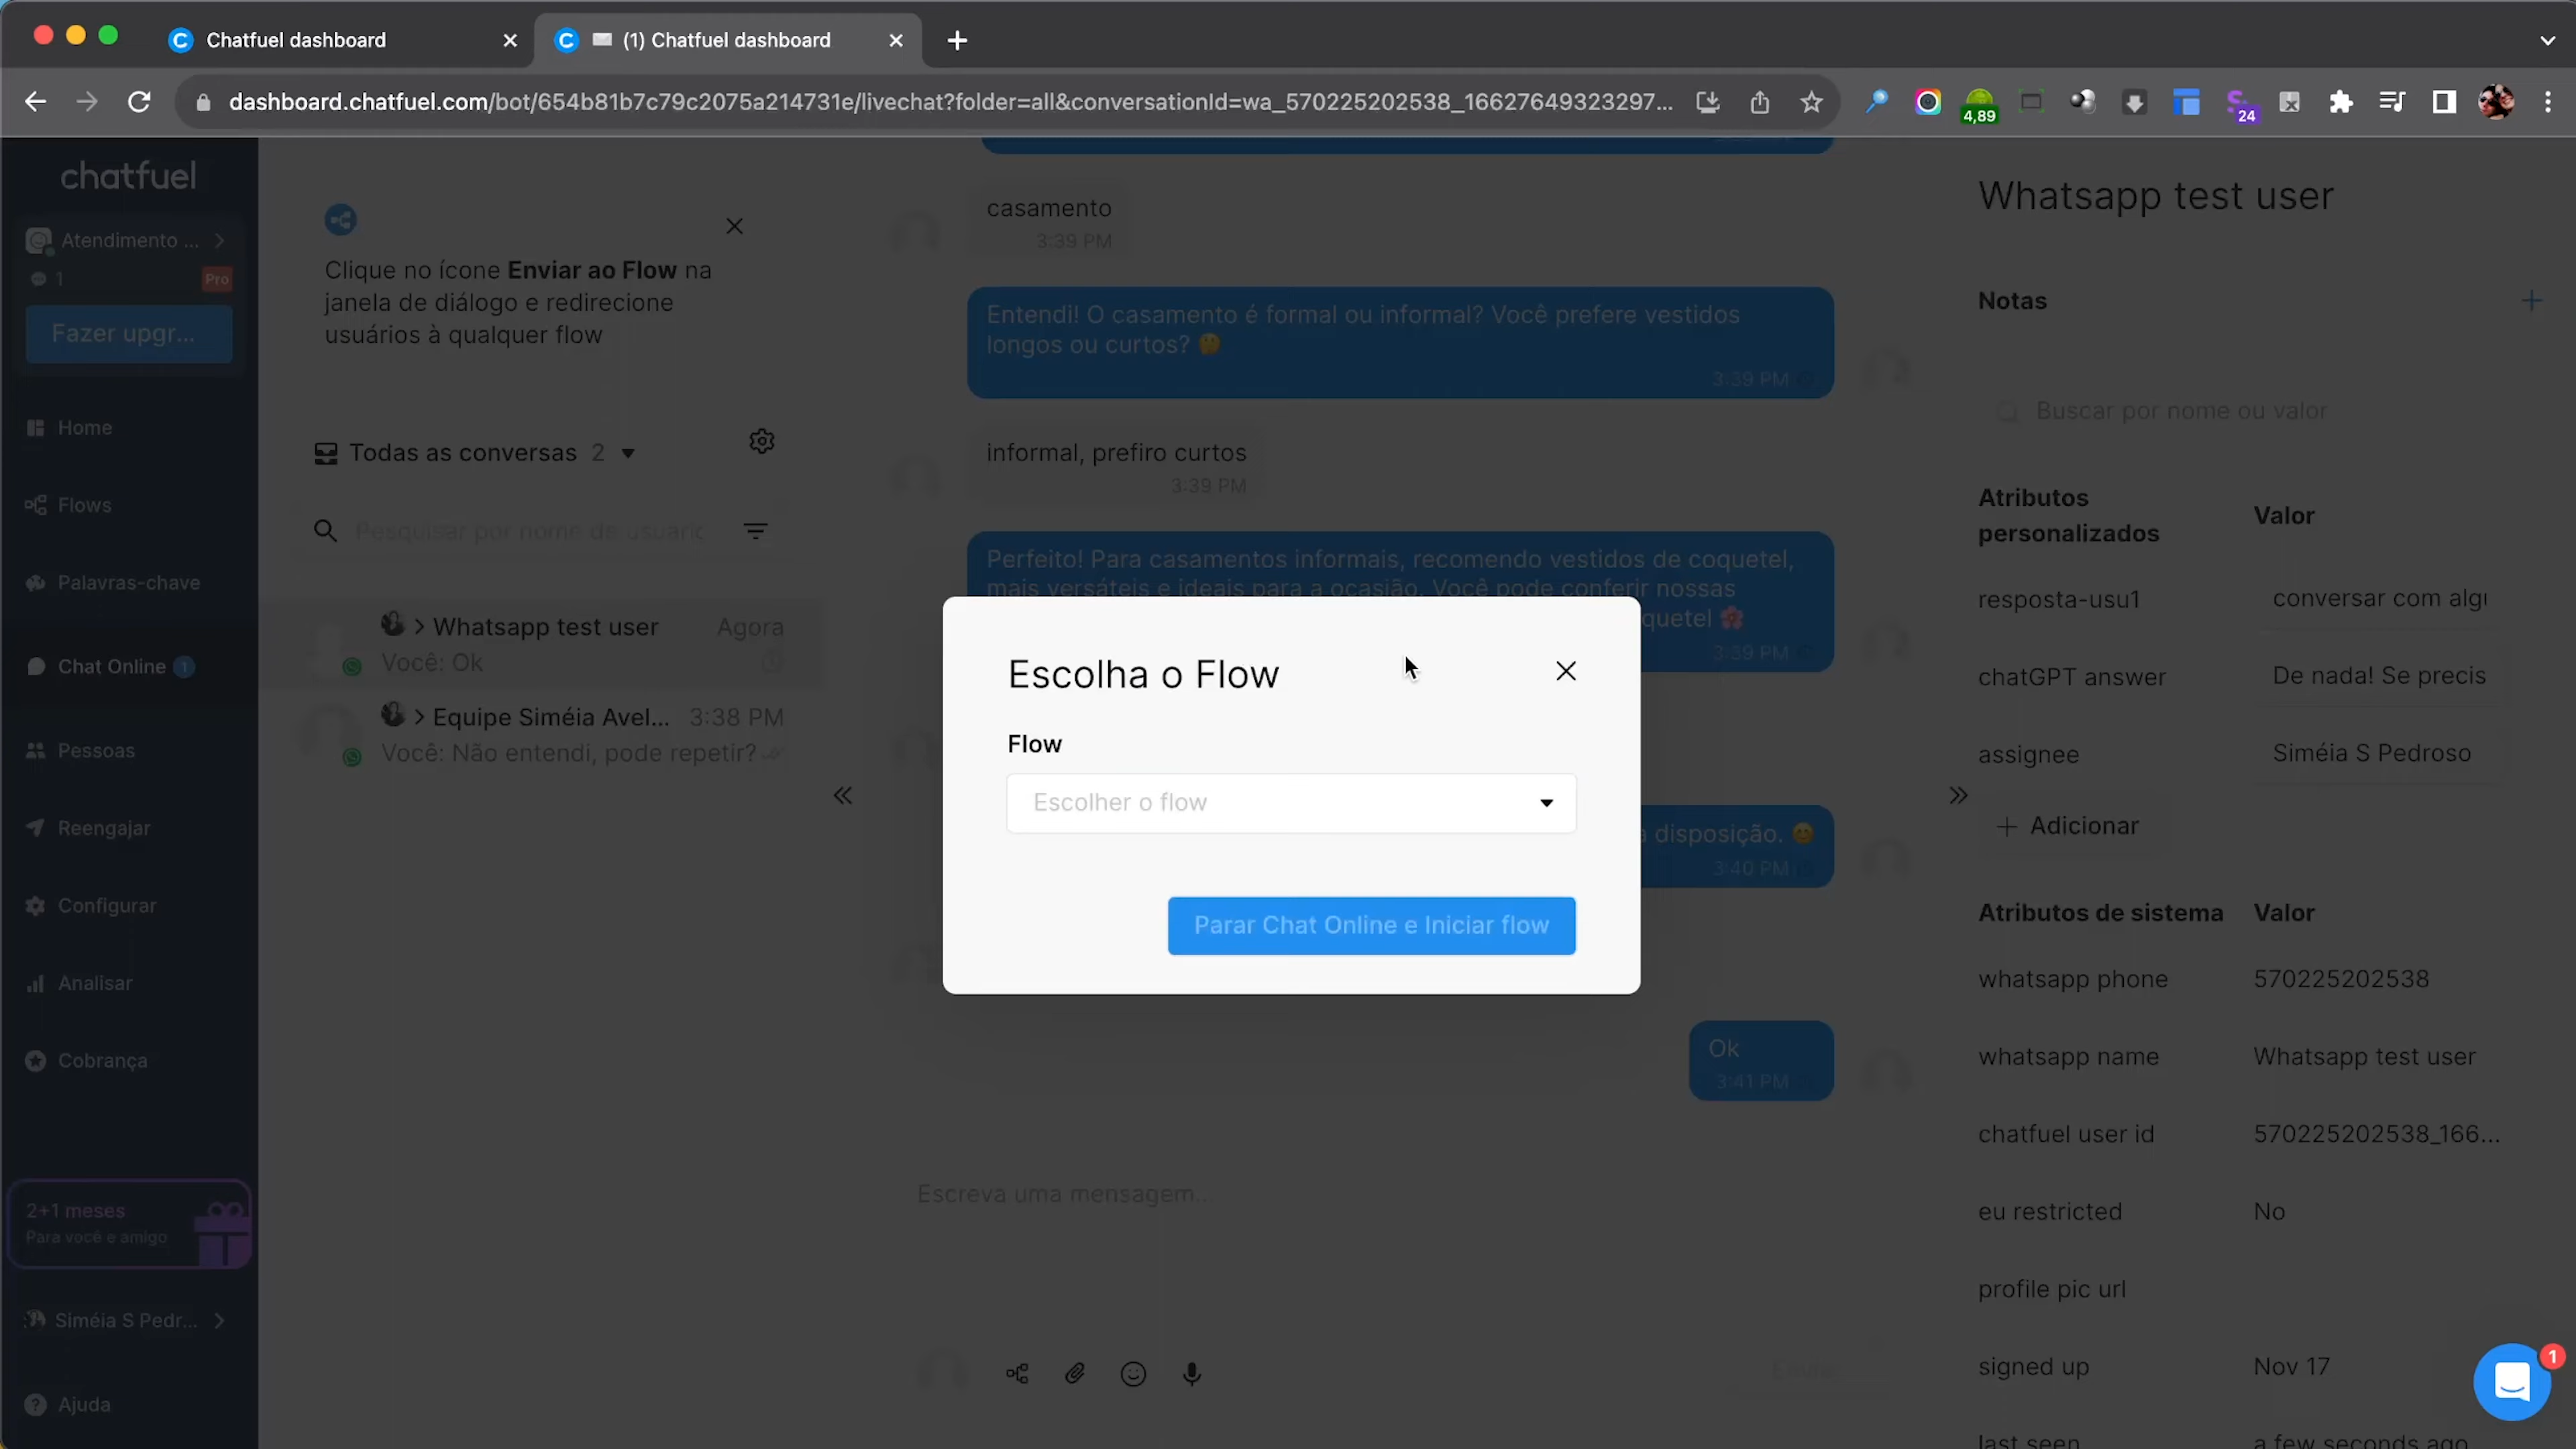 Chatfuel dashboard
(1) Chatfuel dashboard
dashboard.chatfuel.com/bot/654b81b7c79c2075a214731e/livechat?folder=all&conversationId=wa_570225202538_16627649323297...
4,89
24
chatfuel
Atendimento ...
1
Pro
Fazer upgr...
Home
Flows
Palavras-chave
Chat Online 1
Pessoas
Reengajar
Configurar
Analisar
Cobrança
2+1 meses
Para você e amigo
Siméia S Pedr...
Ajuda
Clique no ícone Enviar ao Flow na
janela de diálogo e redirecione
usuários à qualquer flow
Todas as conversas 2
Pesquisar por nome de usuáric
Whatsapp test user Agora
Você: Ok
Equipe Siméia Avel... 3:38 PM
Você: Não entendi, pode repetir?
casamento
3:39 PM
Entendi! O casamento é formal ou informal? Você prefere vestidos
longos ou curtos? 🤔
3:39 PM
informal, prefiro curtos
3:39 PM
Perfeito! Para casamentos informais, recomendo vestidos de coquetel,
mais versáteis e ideais para a ocasião. Você pode conferir nossas
quetel 🌸
3:39 PM
Escolha o Flow
Flow
Escolher o flow
Parar Chat Online e Iniciar flow
a disposição. 😊
3:40 PM
Ok
3:41 PM
Escreva uma mensagem..
Whatsapp test user
Notas
Buscar por nome ou valor
Atributos
personalizados
Valor
resposta-usu1 conversar com algu
chatGPT answer De nada! Se precis
assignee Siméia S Pedroso
Adicionar
Atributos de sistema Valor
whatsapp phone 570225202538
whatsapp name Whatsapp test user
chatfuel user id 570225202538_166...
eu restricted No
profile pic url
signed up Nov 17
last seen a few seconds ago
1